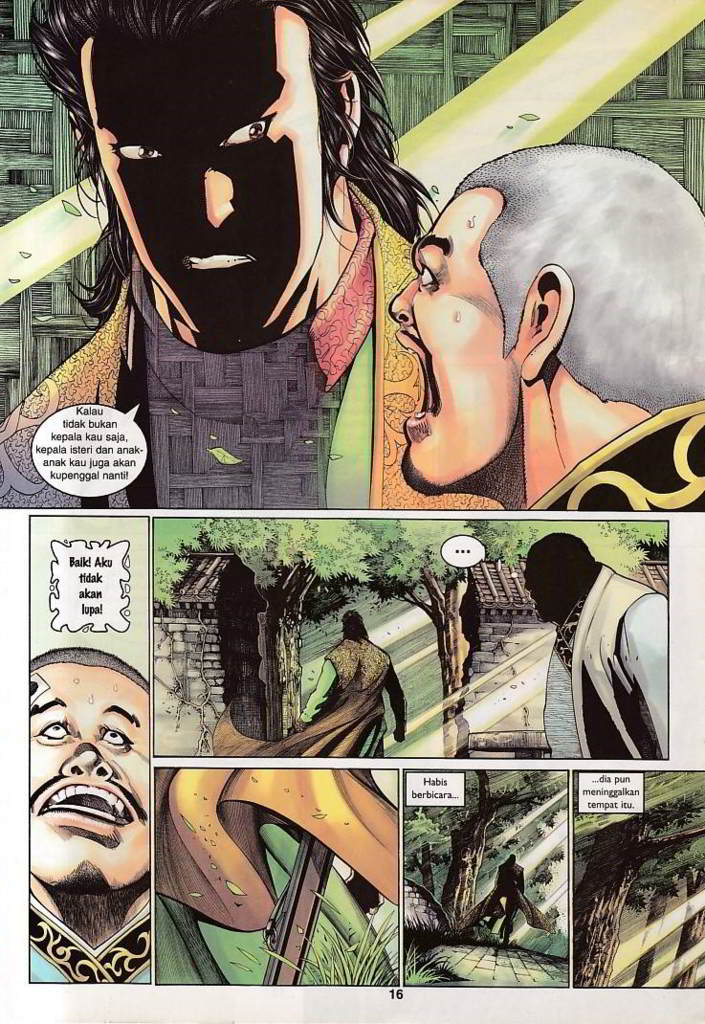 Kalau
tidak bukan
kepala kau saja,
kepala isteri dan anak-
anak kau juga akan
kupenggal nanti!
Baik! Aku
tidak
akan
lupa!
...
Habis
berbicara...
...dia pun
meninggalkan
tempat itu.
16